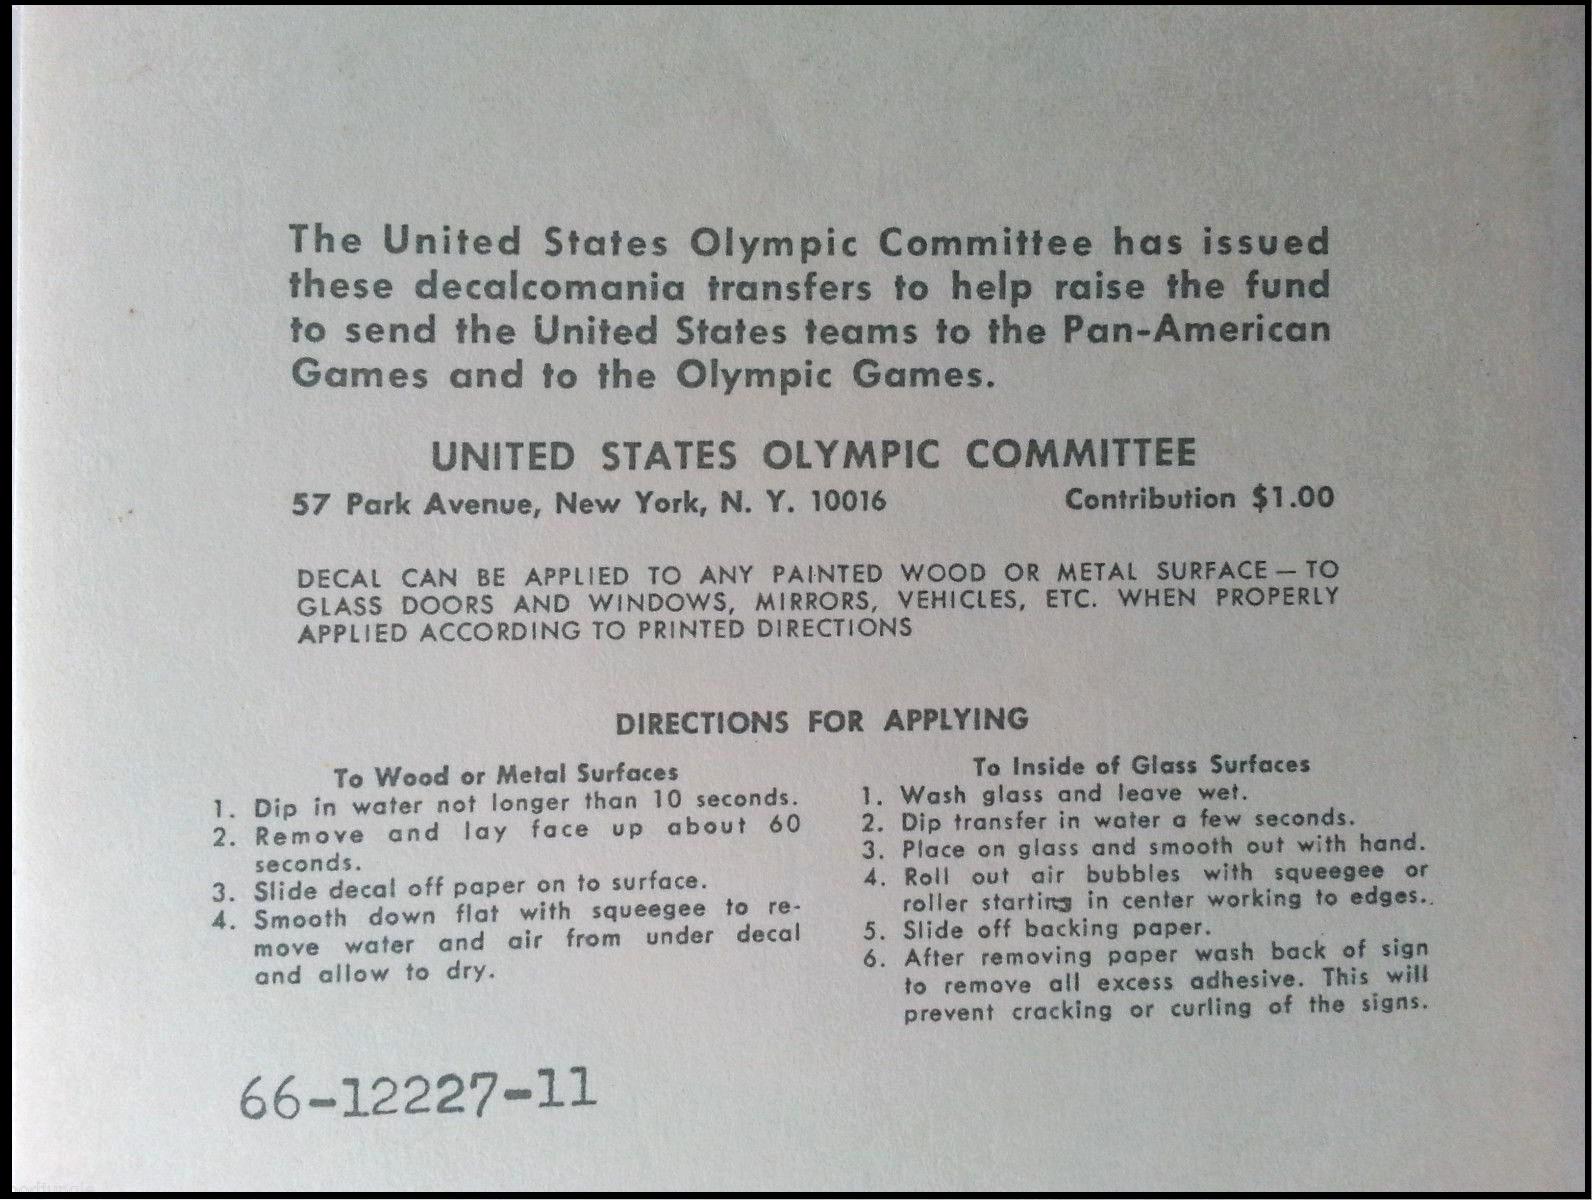 The United States Olympic Committee has issued
these decalcomania transfers to help raise the fund
to send the United States teams to the Pan-American
Games and to the Olympic Games.
UNITED STATES OLYMPIC COMMITTEE
57 Park Avenue, New York, N. Y. 10016 Contribution $1.00
DECAL CAN BE APPLIED TO ANY PAINTED WOOD OR METAL SURFACE — TO
GLASS DOORS AND WINDOWS, MIRRORS, VEHICLES, ETC. WHEN PROPERLY
APPLIED ACCORDING TO PRINTED DIRECTIONS
DIRECTIONS FOR APPLYING
To Wood or Metal Surfaces
1. Dip in water not longer than 10 seconds.
2. Remove and lay face up about 60
seconds.
3. Slide decal off paper on to surface.
4. Smooth down flat with squeegee to re-
move water and air from under decal
and allow to dry.
To Inside of Glass Surfaces
1. Wash glass and leave wet.
2. Dip transfer in water a few seconds.
3. Place on glass and smooth out with hand.
4. Roll out air bubbles with squeegee or
roller starting in center working to edges..
5. Slide off backing paper.
6. After removing paper wash back of sign
to remove all excess adhesive. This will
prevent cracking or curling of the signs.
66-12227-11